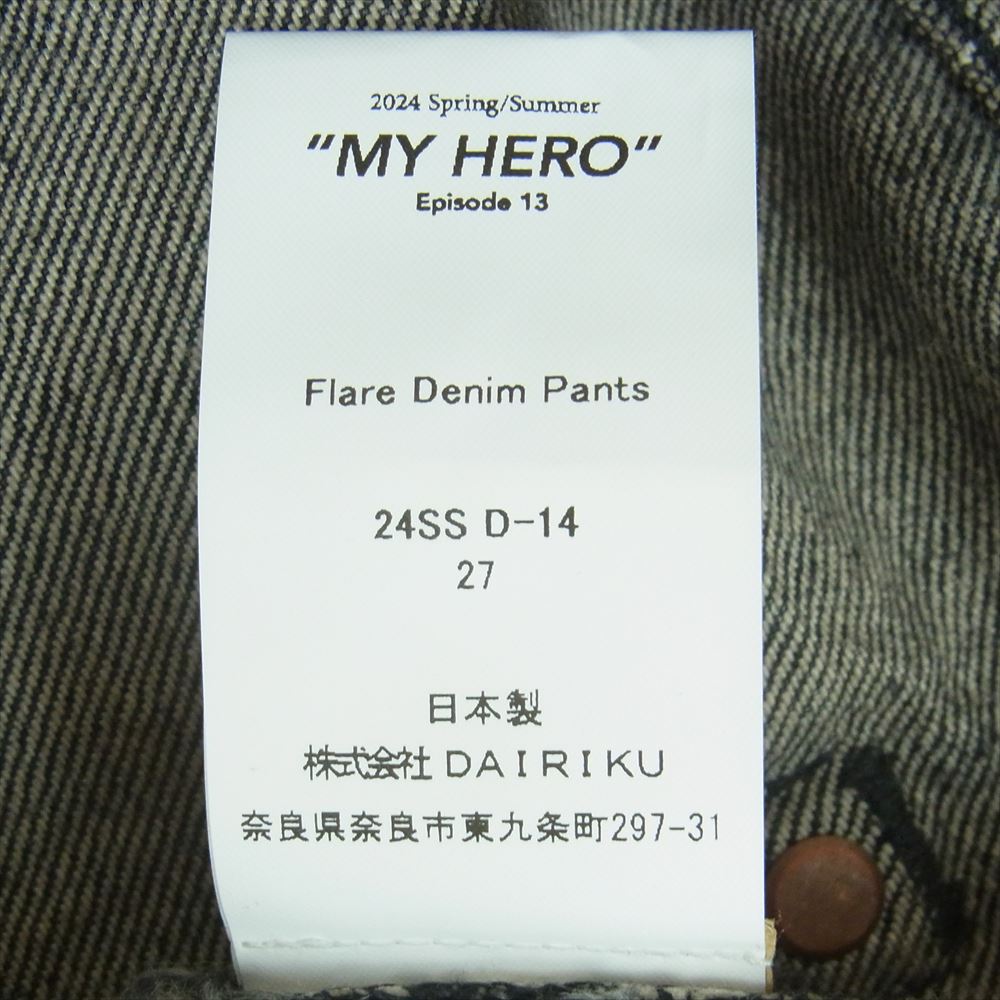 2024 Spring/Summer
"MY HERO"
Episode 13
Flare Denim Pants
24SS D-14
27
日本製
株式会社 DAIRIKU
奈良県奈良市東九条町297-31